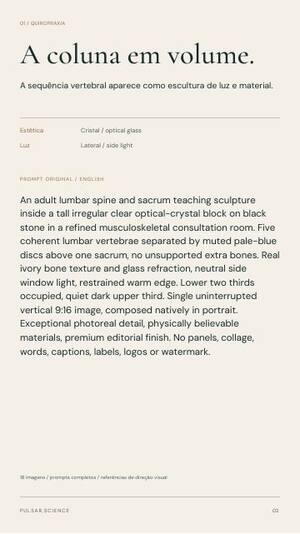 01 / QUIROPRAXIA
A coluna em volume.
A sequência vertebral aparece como escultura de luz e material.
Estética Cristal / optical glass
Luz Lateral / side light
PROMPT ORIGINAL / ENGLISH
An adult lumbar spine and sacrum teaching sculpture
inside a tall irregular clear optical-crystal block on black
stone in a refined musculoskeletal consultation room. Five
coherent lumbar vertebrae separated by muted pale-blue
discs above one sacrum, no unsupported extra bones. Real
ivory bone texture and glass refraction, neutral side
window light, restrained warm edge. Lower two thirds
occupied, quiet dark upper third. Single uninterrupted
vertical 9:16 image, composed natively in portrait.
Exceptional photoreal detail, physically believable
materials, premium editorial finish. No panels, collage,
words, captions, labels, logos or watermark.
18 imagens / prompts completos / referências de direção visual
PULSAR.SCIENCE